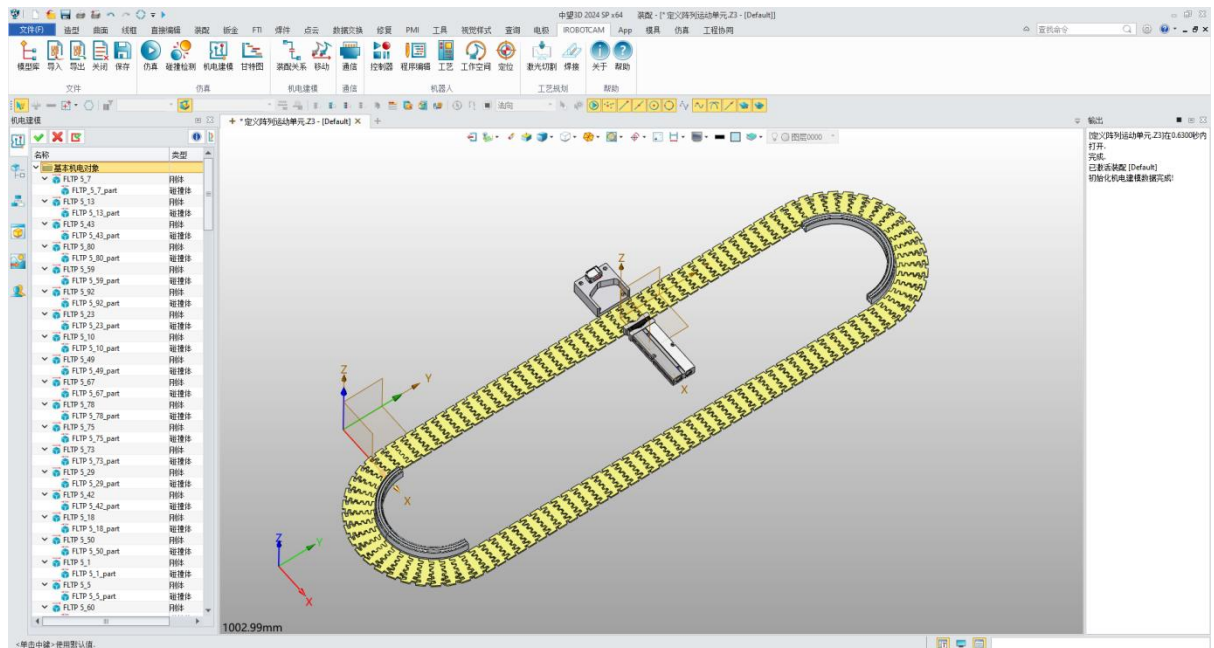 中望3D 2024 SP x64 装配 - [* 定义阵列运动单元.Z3 - [Default]]
文件(F) 造型 曲面 线框 直接编辑 装配 钣金 FTI 焊件 点云 数据交换 修复 PMI 工具 视觉样式 查询 电极 IROBOTCAM App 模具 仿真 工程协同 查找命令
模型库 导入 导出 关闭 保存 仿真 碰撞检测 机电建模 甘特图 装配关系 移动 通信 控制器 程序编辑 工艺 工作空间 定位 激光切割 焊接 关于 帮助
文件 仿真 机电建模 通信 机器人 工艺规划 帮助
法向
机电建模
* 定义阵列运动单元.Z3 - [Default]
输出
图层0000
[定义阵列运动单元.Z3]在0.6300秒内
打开.
完成.
已激活装配 [Default]
初始化机电建模数据完成!
名称 类型
基本机电对象
FLTP 5_7 刚体
FLTP_5_7_part 碰撞体
FLTP 5_13 刚体
FLTP 5_13_part 碰撞体
FLTP 5_43 刚体
FLTP 5_43_part 碰撞体
FLTP 5_80 刚体
FLTP 5_80_part 碰撞体
FLTP 5_59 刚体
FLTP 5_59_part 碰撞体
FLTP 5_92 刚体
FLTP 5_92_part 碰撞体
FLTP 5_23 刚体
FLTP 5_23_part 碰撞体
FLTP 5_10 刚体
FLTP 5_10_part 碰撞体
FLTP 5_49 刚体
FLTP 5_49_part 碰撞体
FLTP 5_67 刚体
FLTP 5_67_part 碰撞体
FLTP 5_78 刚体
FLTP 5_78_part 碰撞体
FLTP 5_75 刚体
FLTP 5_75_part 碰撞体
FLTP 5_73 刚体
FLTP 5_73_part 碰撞体
FLTP 5_29 刚体
FLTP 5_29_part 碰撞体
FLTP 5_42 刚体
FLTP 5_42_part 碰撞体
FLTP 5_18 刚体
FLTP 5_18_part 碰撞体
FLTP 5_50 刚体
FLTP 5_50_part 碰撞体
FLTP 5_1 刚体
FLTP 5_1_part 碰撞体
FLTP 5_5 刚体
FLTP 5_5_part 碰撞体
FLTP 5_60 刚体
Z
X
Z
Y
X
Z
Y
X
1002.99mm
<单击中键>使用默认值.